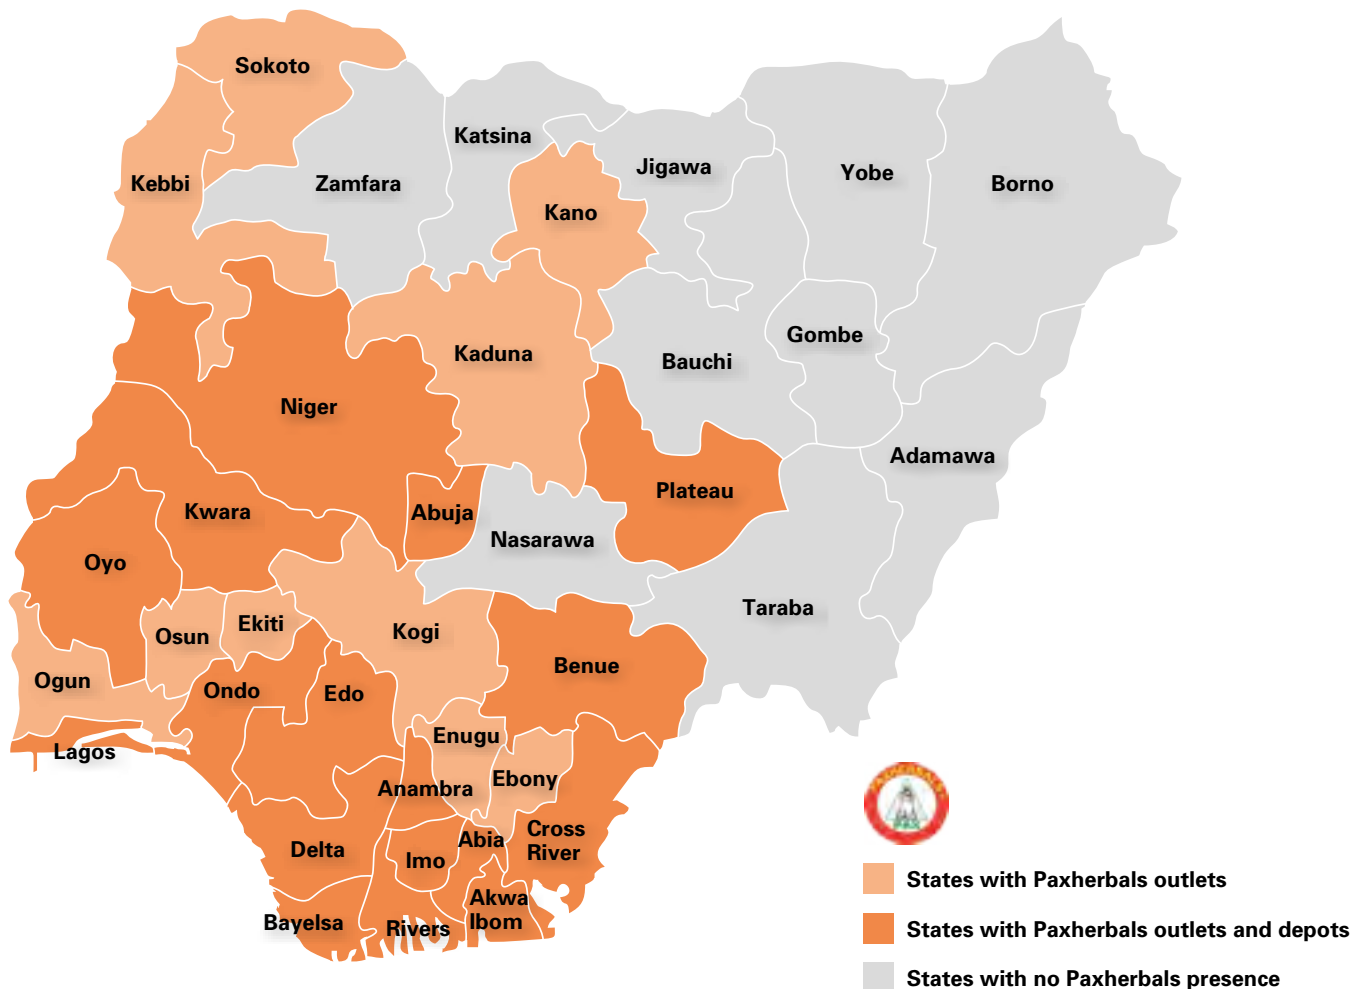 Sokoto
Katsina
Kebbi
Zamfara
Jigawa
Yobe
Borno
Kano
Gombe
Kaduna
Bauchi
Niger
Adamawa
Plateau
Kwara
Abuja
Nasarawa
Oyo
Taraba
Osun
Ekiti
Kogi
Benue
Ogun
Ondo
Edo
Lagos
Enugu
Anambra
Ebony
Delta
Imo
Abia
Cross
River
Bayelsa
Rivers
Akwa
Ibom
PAXHERBALS
States with Paxherbals outlets
States with Paxherbals outlets and depots
States with no Paxherbals presence